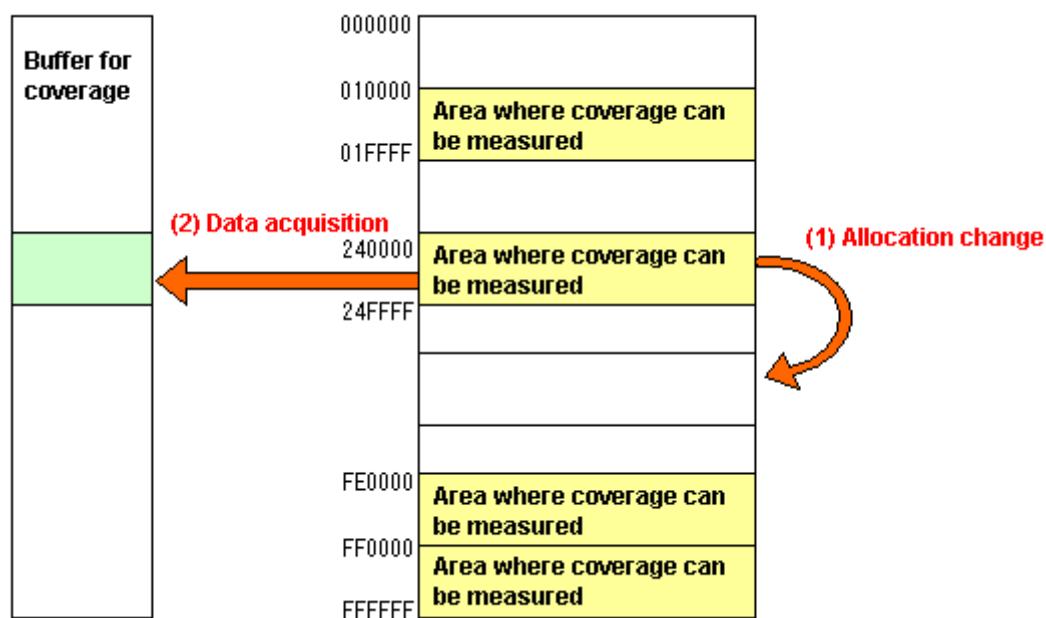 000000
Buffer for
coverage
010000
Area where coverage can
be measured
01FFFF
(2) Data acquisition
240000
Area where coverage can
be measured
(1) Allocation change
24FFFF
FE0000
Area where coverage can
be measured
FF0000
Area where coverage can
be measured
FFFFFF